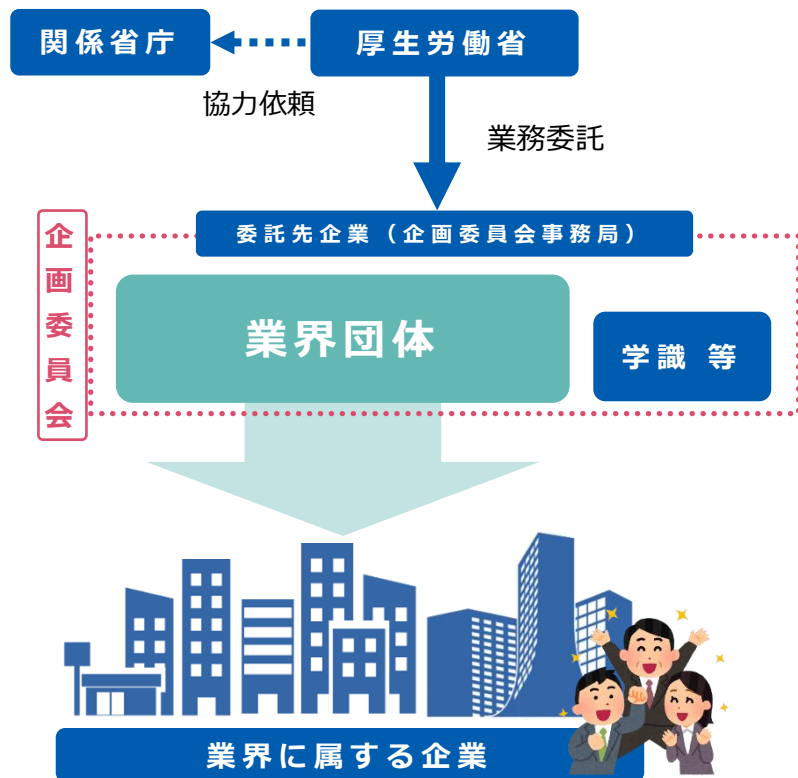 関係省庁
厚生労働省
協力依頼
業務委託
委託先企業（企画委員会事務局）
企画委員会
業界団体
学識 等
業界に属する企業